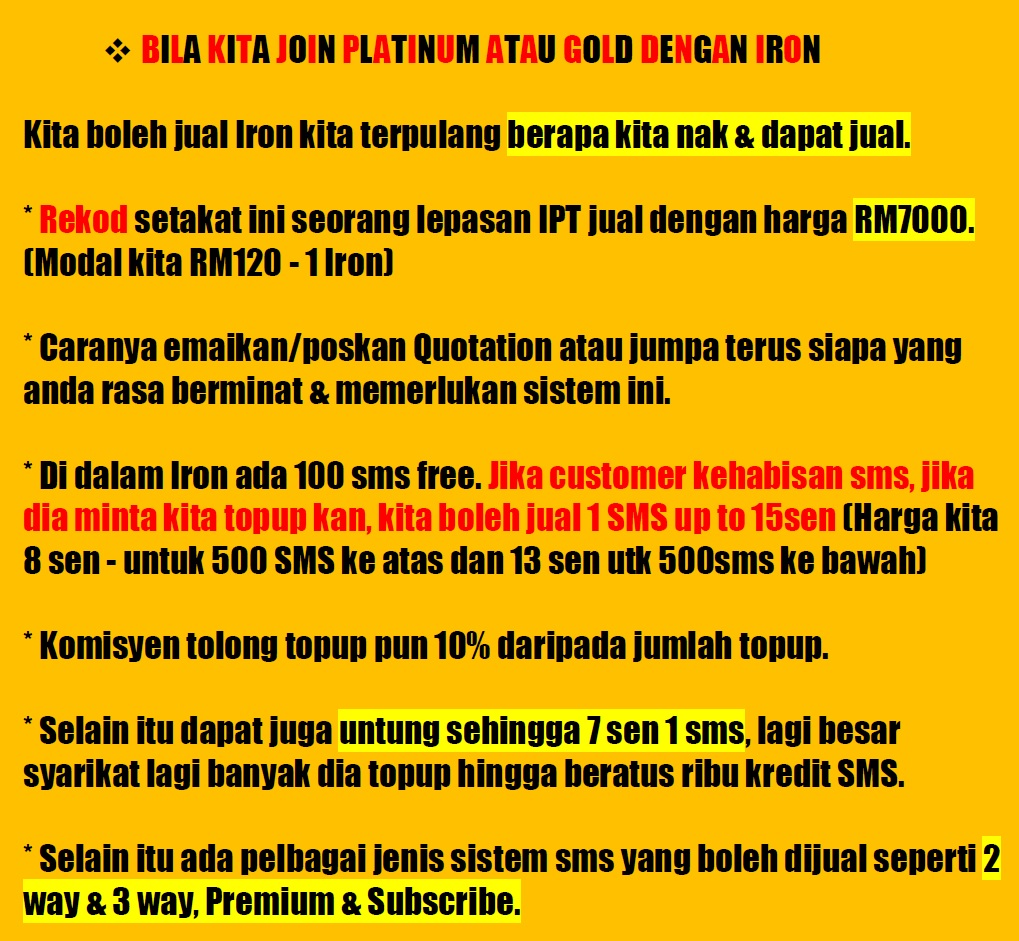 ❖ BILA KITA JOIN PLATINUM ATAU GOLD DENGAN IRON
Kita boleh jual Iron kita terpulang berapa kita nak & dapat jual.
* Rekod setakat ini seorang lepasan IPT jual dengan harga RM7000.
(Modal kita RM120 - 1 Iron)
* Caranya emaikan/poskan Quotation atau jumpa terus siapa yang
anda rasa berminat & memerlukan sistem ini.
* Di dalam Iron ada 100 sms free. Jika customer kehabisan sms, jika
dia minta kita topup kan, kita boleh jual 1 SMS up to 15sen (Harga kita
8 sen - untuk 500 SMS ke atas dan 13 sen utk 500sms ke bawah)
* Komisyen tolong topup pun 10% daripada jumlah topup.
* Selain itu dapat juga untung sehingga 7 sen 1 sms, lagi besar
syarikat lagi banyak dia topup hingga beratus ribu kredit SMS.
* Selain itu ada pelbagai jenis sistem sms yang boleh dijual seperti 2
way & 3 way, Premium & Subscribe.